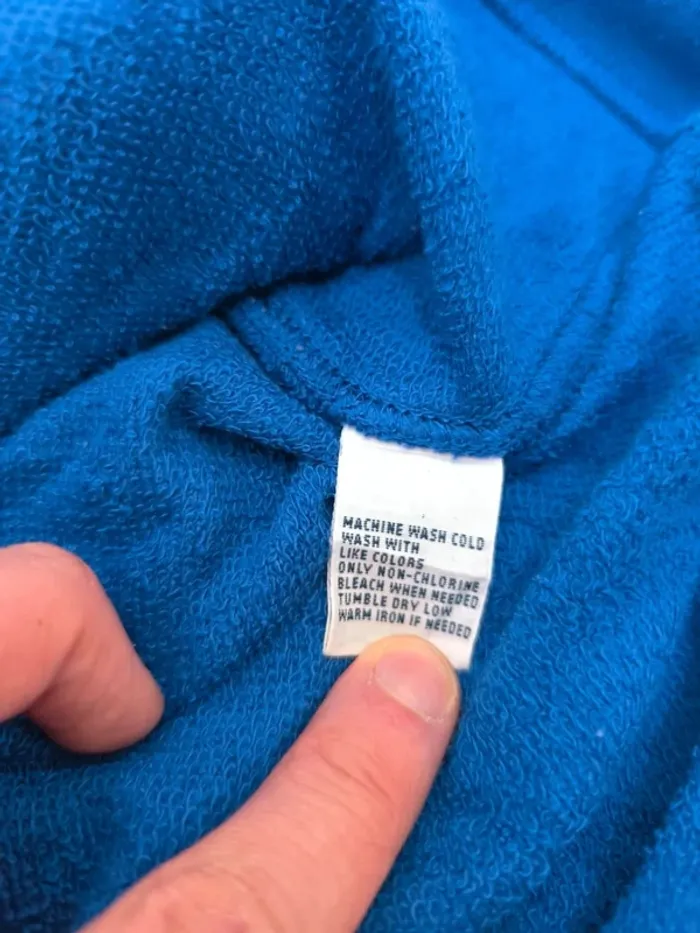 MACHINE WASH COLD
WASH WITH
LIKE COLORS
ONLY NON-CHLORINE
BLEACH WHEN NEEDED
TUMBLE DRY LOW
WARM IRON IF NEEDED